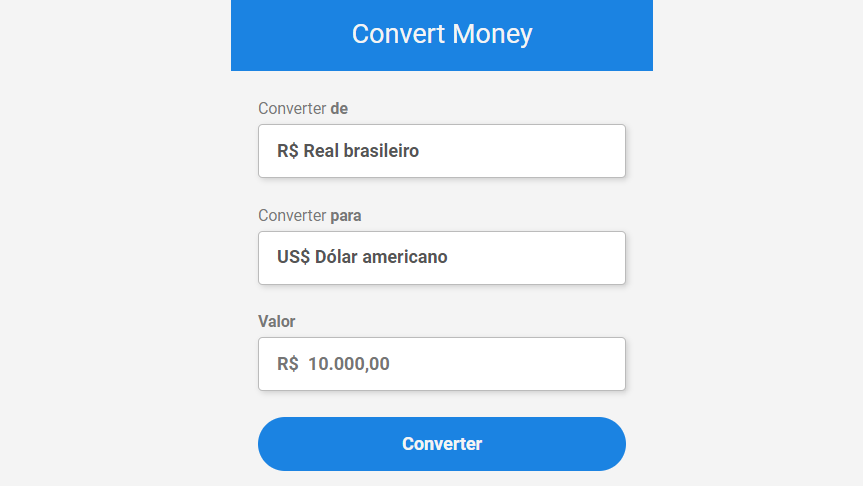 Convert Money
Converter de
R$ Real brasileiro
Converter para
US$ Dólar americano
Valor
R$ 10.000,00
Converter